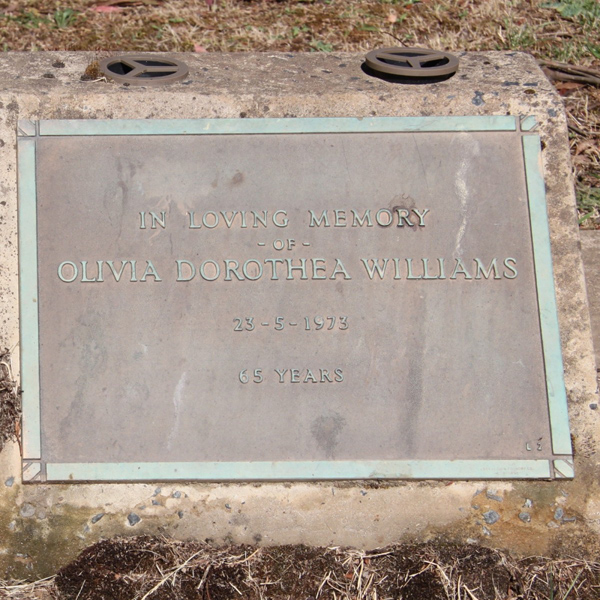 IN LOVING MEMORY
- OF -
OLIVIA DOROTHEA WILLIAMS
23 - 5 - 1973
65 YEARS